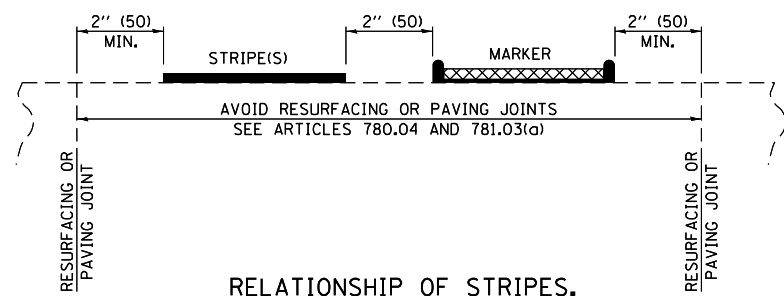 2" (50)
MIN.
STRIPE(S)
2" (50)
MARKER
2" (50)
MIN.
AVOID RESURFACING OR PAVING JOINTS
SEE ARTICLES 780.04 AND 781.03(a)
RESURFACING OR
PAVING JOINT
RESURFACING OR
PAVING JOINT
RELATIONSHIP OF STRIPES,